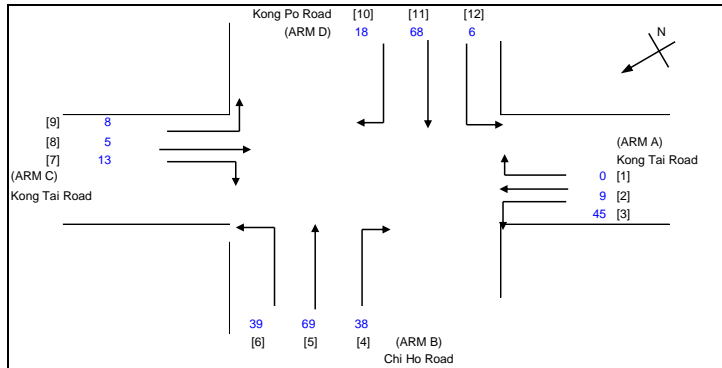 Kong Po Road [10] [11] [12]
(ARM D) 18 68 6
N
[9] 8
[8] 5
[7] 13
(ARM C)
Kong Tai Road
(ARM A)
Kong Tai Road
0 [1]
9 [2]
45 [3]
39 69 38
[6] [5] [4] (ARM B)
Chi Ho Road